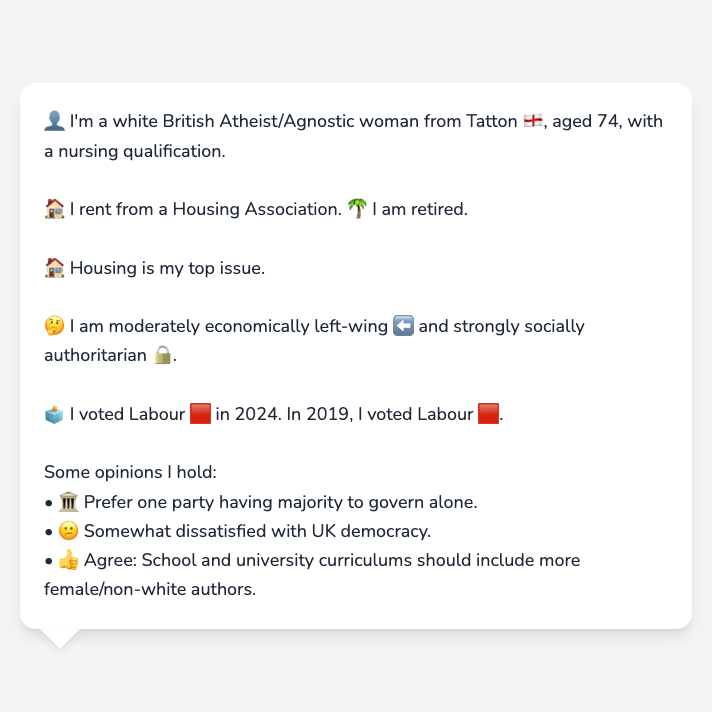 👤 I'm a white British Atheist/Agnostic woman from Tatton 🏴󠁧󠁢󠁥󠁮󠁧󠁿, aged 74, with
a nursing qualification.
🏠 I rent from a Housing Association. 🌴 I am retired.
🏠 Housing is my top issue.
🤔 I am moderately economically left-wing ⬅️ and strongly socially
authoritarian 🔒.
🗳️ I voted Labour 🟥 in 2024. In 2019, I voted Labour 🟥.
Some opinions I hold:
• 🏛️ Prefer one party having majority to govern alone.
• 🙁 Somewhat dissatisfied with UK democracy.
• 👍 Agree: School and university curriculums should include more
female/non-white authors.